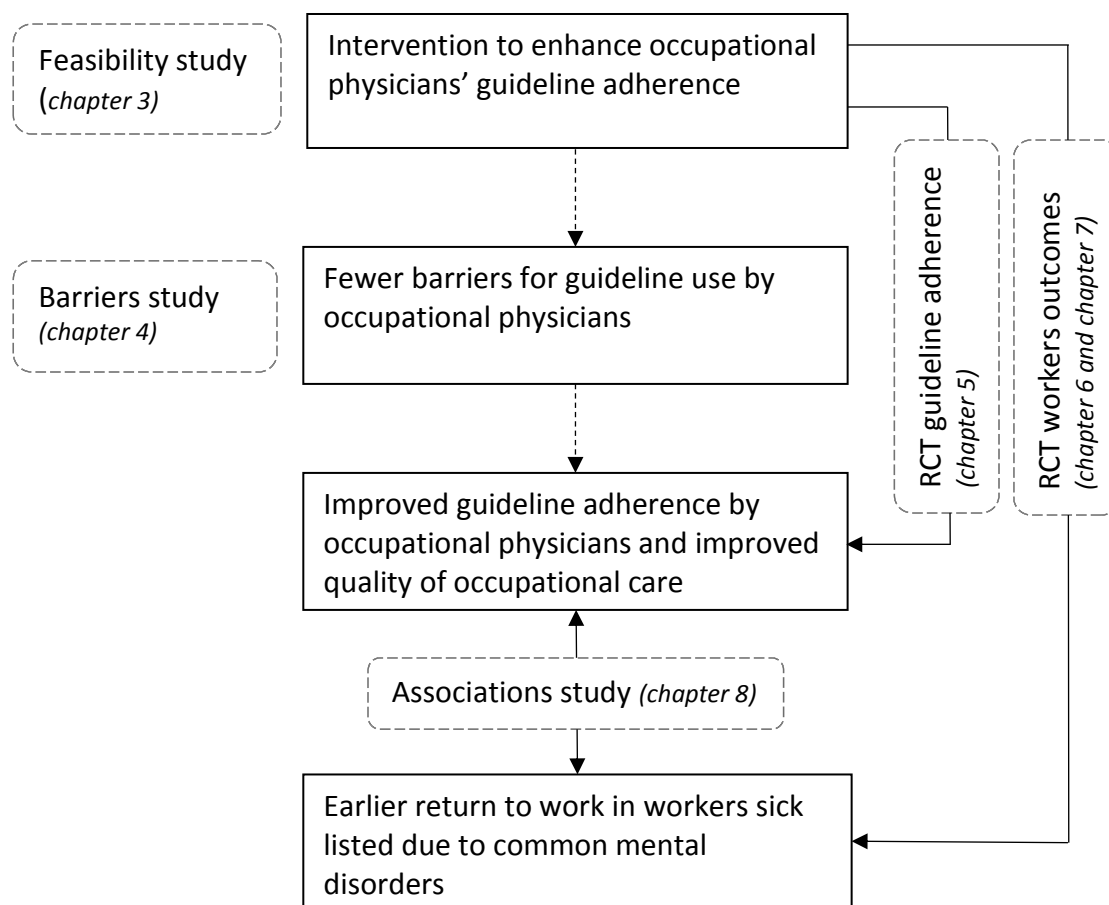 Feasibility study
(chapter 3)
Intervention to enhance occupational
physicians’ guideline adherence
Barriers study
(chapter 4)
Fewer barriers for guideline use by
occupational physicians
RCT guideline adherence
(chapter 5)
RCT workers outcomes
(chapter 6 and chapter 7)
Improved guideline adherence by
occupational physicians and improved
quality of occupational care
Associations study (chapter 8)
Earlier return to work in workers sick
listed due to common mental
disorders